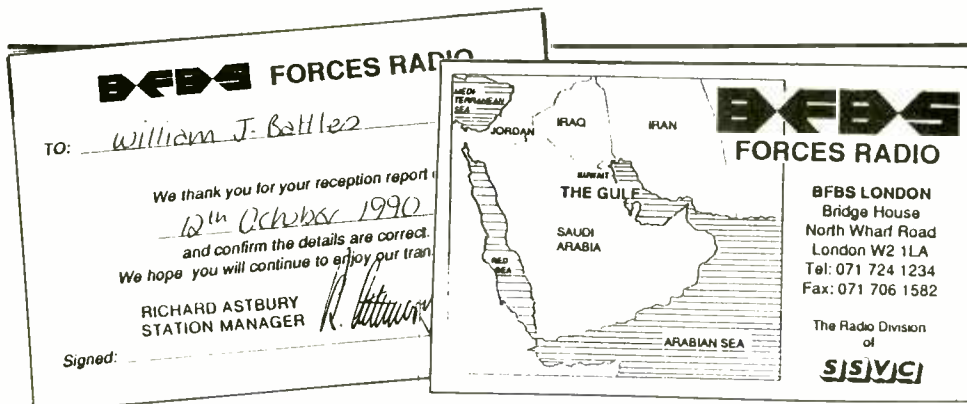 BFBS FORCES RADIO
TO: William J. Battles
We thank you for your reception report
12th October 1990
and confirm the details are correct.
We hope you will continue to enjoy our tran
RICHARD ASTBURY
STATION MANAGER
Signed:
MEDI
TERRANEAN
SEA
JORDAN
IRAQ
IRAN
KUWAIT
THE GULF
SAUDI
ARABIA
RED
SEA
ARABIAN SEA
BFBS
FORCES RADIO
BFBS LONDON
Bridge House
North Wharf Road
London W2 1LA
Tel: 071 724 1234
Fax: 071 706 1582
The Radio Division
of
SSVC